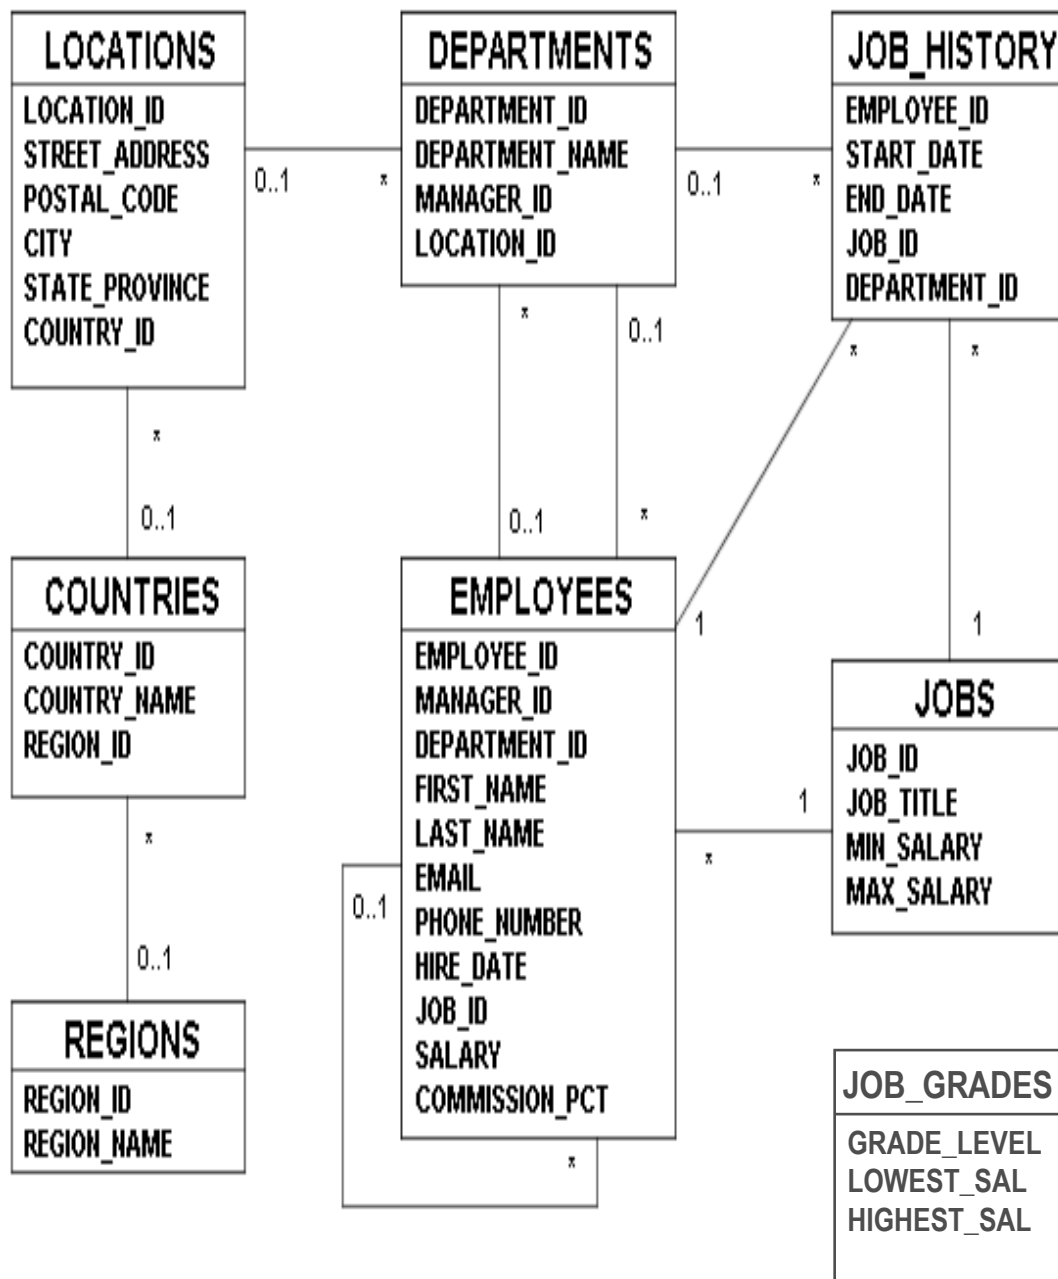 LOCATIONS
LOCATION_ID
STREET_ADDRESS
POSTAL_CODE
CITY
STATE_PROVINCE
COUNTRY_ID
0..1
*
DEPARTMENTS
DEPARTMENT_ID
DEPARTMENT_NAME
MANAGER_ID
LOCATION_ID
0..1
*
JOB_HISTORY
EMPLOYEE_ID
START_DATE
END_DATE
JOB_ID
DEPARTMENT_ID
*
0..1
*
0..1
0..1
*
*
*
1
1
COUNTRIES
COUNTRY_ID
COUNTRY_NAME
REGION_ID
*
0..1
EMPLOYEES
EMPLOYEE_ID
MANAGER_ID
DEPARTMENT_ID
FIRST_NAME
LAST_NAME
EMAIL
PHONE_NUMBER
HIRE_DATE
JOB_ID
SALARY
COMMISSION_PCT
0..1
*
*
1
JOBS
JOB_ID
JOB_TITLE
MIN_SALARY
MAX_SALARY
REGIONS
REGION_ID
REGION_NAME
JOB_GRADES
GRADE_LEVEL
LOWEST_SAL
HIGHEST_SAL